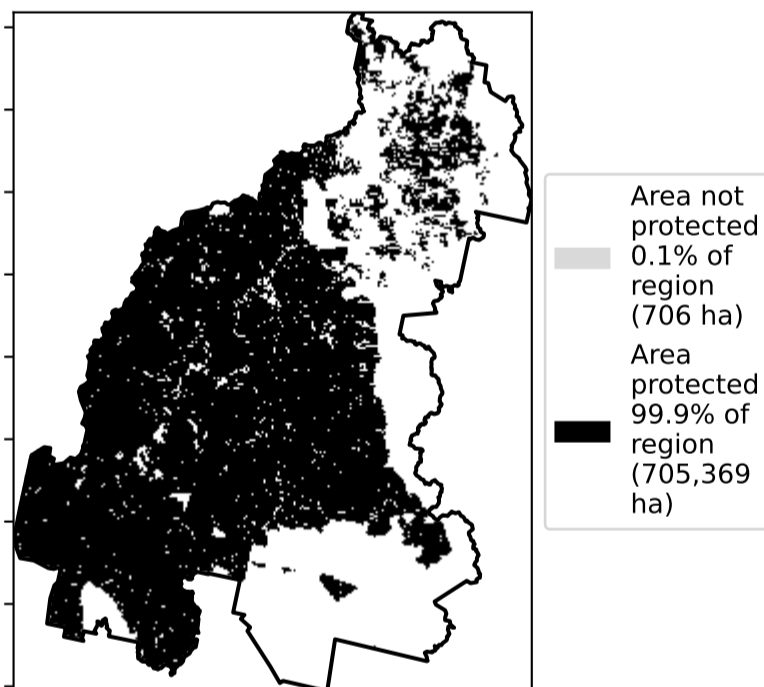 Area not
protected
0.1% of
region
(706 ha)
Area
protected
99.9% of
region
(705,369
ha)